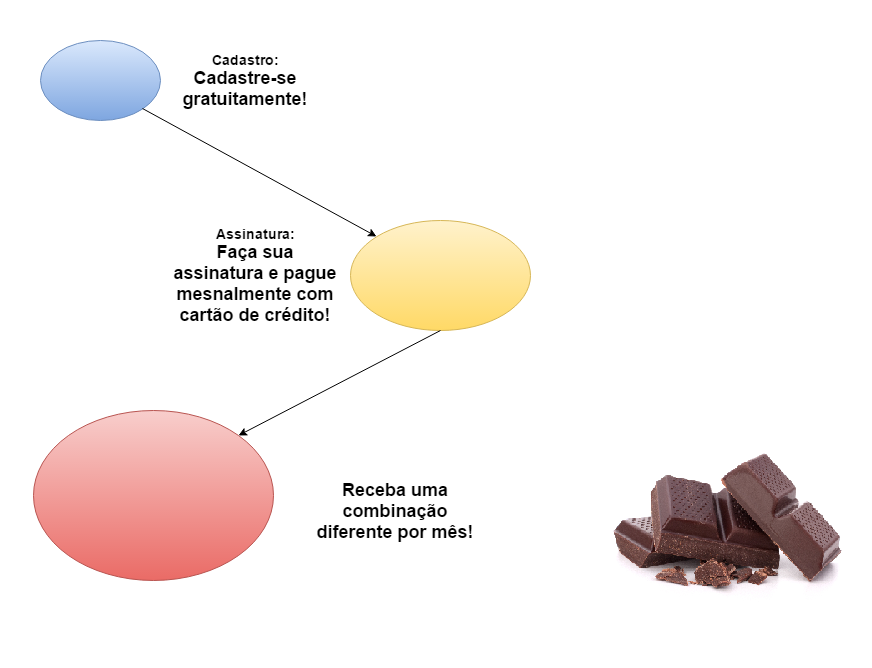 Cadastro:
Cadastre-se
gratuitamente!
Assinatura:
Faça sua
assinatura e pague
mesnalmente com
cartão de crédito!
Receba uma
combinação
diferente por mês!